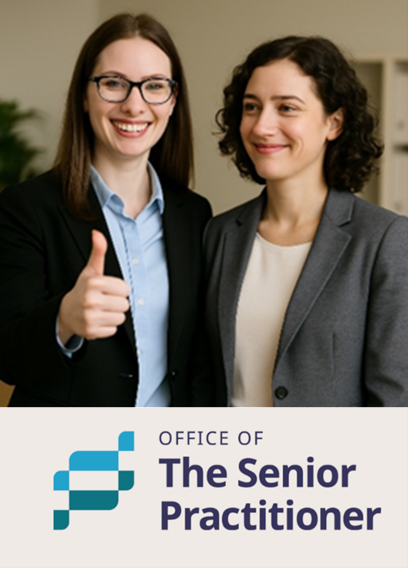 OFFICE OF
The Senior
Practitioner